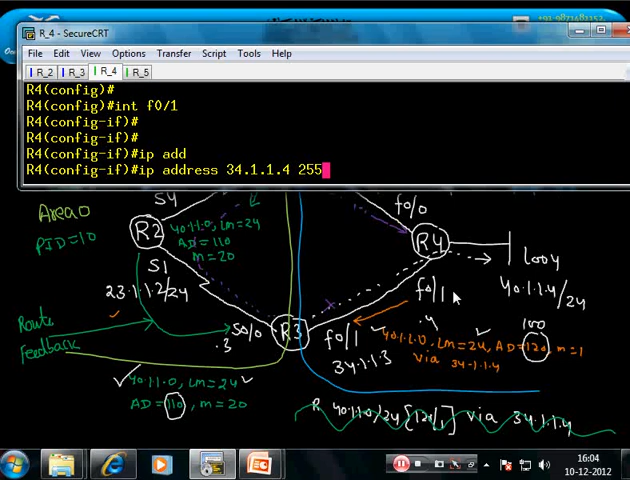 +91-9871482152
R_4 - SecureCRT
File Edit View Options Transfer Script Tools Help
R_2 R_3 R_4 R_5
R4(config)#
R4(config)#int f0/1
R4(config-if)#
R4(config-if)#
R4(config-if)#ip add
R4(config-if)#ip address 34.1.1.4 255
S4
f0/0
Area 0
PID=10
R2
40.1.1.0, LM=24
AD = 110
m = 20
R4
Loo4
40.1.1.4/24
S1
23.1.1.2/24
f0/1
.4
Route
Feedback
S0/0
.3
R3
f0/1
34.1.1.3
100
40.1.1.0, LM=24, AD=120, m=1
via 34.1.1.4
40.1.1.0, LM=24
AD=110, m=20
R 40.1.1.0/24 [120/1] via 34.1.1.4
16:04
10-12-2012